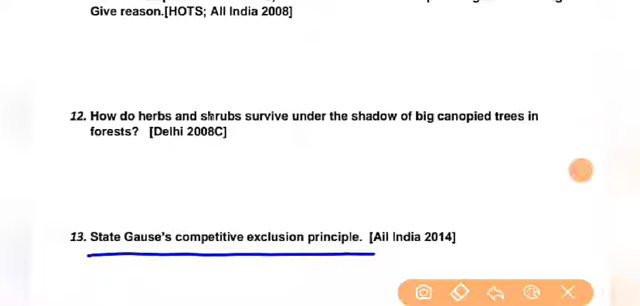 Give reason.[HOTS; All India 2008]
12. How do herbs and shrubs survive under the shadow of big canopied trees in
forests? [Delhi 2008C]
13. State Gause's competitive exclusion principle. [Ail India 2014]